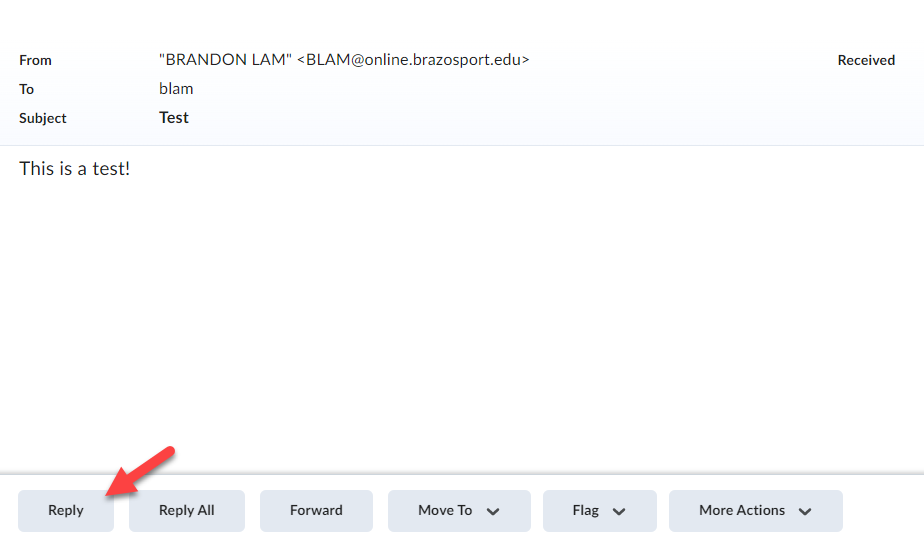 From "BRANDON LAM" <BLAM@online.brazosport.edu> Received
To blam
Subject Test
This is a test!
Reply Reply All Forward Move To Flag More Actions